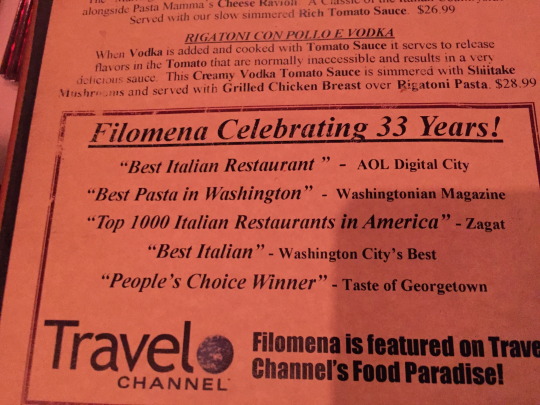 alongside Pasta Mamma's Cheese Ravioli
Served with our slow simmered Rich Tomato Sauce. $26.99
RIGATONI CON POLLO E VODKA
When Vodka is added and cooked with Tomato Sauce it serves to release
flavors in the Tomato that are normally inaccessible and results in a very
delicious sauce. This Creamy Vodka Tomato Sauce is simmered with Shiitake
Mushrooms and served with Grilled Chicken Breast over Rigatoni Pasta. $28.99
Filomena Celebrating 33 Years!
"Best Italian Restaurant " - AOL Digital City
"Best Pasta in Washington" - Washingtonian Magazine
"Top 1000 Italian Restaurants in America" - Zagat
"Best Italian" - Washington City's Best
"People's Choice Winner" - Taste of Georgetown
Travel
CHANNEL
Filomena is featured on Trave
Channel's Food Paradise!